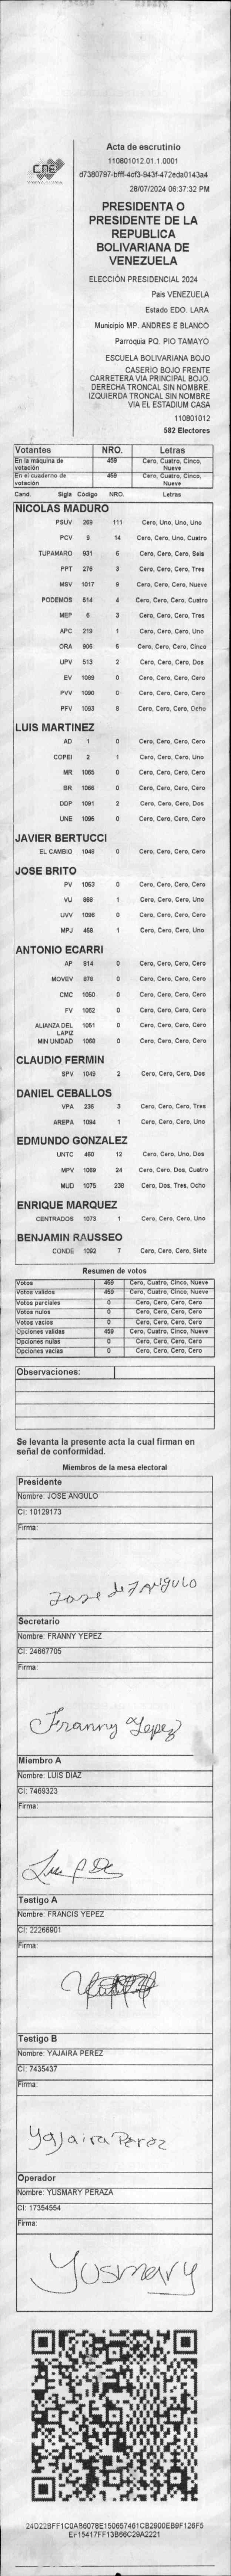 CNE
Acta de escrutinio
110801012.01.1.0001
d7380797-bfff-4cf3-943f-472eda0143a4
28/07/2024 06:37:32 PM
PRESIDENTA O
PRESIDENTE DE LA
REPUBLICA
BOLIVARIANA DE
VENEZUELA
ELECCIÓN PRESIDENCIAL 2024
Pais VENEZUELA
Estado EDO. LARA
Municipio MP. ANDRES E BLANCO
Parroquia PQ. PIO TAMAYO
ESCUELA BOLIVARIANA BOJO
CASERIO BOJO FRENTE
CARRETERA VIA PRINCIPAL BOJO.
DERECHA TRONCAL SIN NOMBRE.
IZQUIERDA TRONCAL SIN NOMBRE
VIA EL ESTADIUM CASA
110801012
582 Electores
Votantes NRO. Letras
En la máquina de votación 459 Cero, Cuatro, Cinco, Nueve
En el cuaderno de votación 459 Cero, Cuatro, Cinco, Nueve
Cand. Sigla Código NRO. Letras
NICOLAS MADURO
PSUV 269 111 Cero, Uno, Uno, Uno
PCV 9 14 Cero, Cero, Uno, Cuatro
TUPAMARO 931 6 Cero, Cero, Cero, Seis
PPT 276 3 Cero, Cero, Cero, Tres
MSV 1017 9 Cero, Cero, Cero, Nueve
PODEMOS 514 4 Cero, Cero, Cero, Cuatro
MEP 6 3 Cero, Cero, Cero, Tres
APC 219 1 Cero, Cero, Cero, Uno
ORA 906 5 Cero, Cero, Cero, Cinco
UPV 513 2 Cero, Cero, Cero, Dos
EV 1089 0 Cero, Cero, Cero, Cero
PVV 1090 0 Cero, Cero, Cero, Cero
PFV 1093 8 Cero, Cero, Cero, Ocho
LUIS MARTINEZ
AD 1 0 Cero, Cero, Cero, Cero
COPEI 2 1 Cero, Cero, Cero, Uno
MR 1065 0 Cero, Cero, Cero, Cero
BR 1066 0 Cero, Cero, Cero, Cero
DDP 1091 2 Cero, Cero, Cero, Dos
UNE 1096 0 Cero, Cero, Cero, Cero
JAVIER BERTUCCI
EL CAMBIO 1048 0 Cero, Cero, Cero, Cero
JOSE BRITO
PV 1053 0 Cero, Cero, Cero, Cero
VU 868 1 Cero, Cero, Cero, Uno
UVV 1098 0 Cero, Cero, Cero, Cero
MPJ 458 1 Cero, Cero, Cero, Uno
ANTONIO ECARRI
AP 814 0 Cero, Cero, Cero, Cero
MOVEV 876 0 Cero, Cero, Cero, Cero
CMC 1050 0 Cero, Cero, Cero, Cero
FV 1052 0 Cero, Cero, Cero, Cero
ALIANZA DEL LAPIZ 1051 0 Cero, Cero, Cero, Cero
MIN UNIDAD 1068 0 Cero, Cero, Cero, Cero
CLAUDIO FERMIN
SPV 1049 2 Cero, Cero, Cero, Dos
DANIEL CEBALLOS
VPA 236 3 Cero, Cero, Cero, Tres
AREPA 1094 1 Cero, Cero, Cero, Uno
EDMUNDO GONZALEZ
UNTC 460 12 Cero, Cero, Uno, Dos
MPV 1069 24 Cero, Cero, Dos, Cuatro
MUD 1075 238 Cero, Dos, Tres, Ocho
ENRIQUE MARQUEZ
CENTRADOS 1073 1 Cero, Cero, Cero, Uno
BENJAMIN RAUSSEO
CONDE 1092 7 Cero, Cero, Cero, Siete
Resumen de votos
Votos 459 Cero, Cuatro, Cinco, Nueve
Votos validos 459 Cero, Cuatro, Cinco, Nueve
Votos parciales 0 Cero, Cero, Cero, Cero
Votos nulos 0 Cero, Cero, Cero, Cero
Votos vacios 0 Cero, Cero, Cero, Cero
Opciones validas 459 Cero, Cuatro, Cinco, Nueve
Opciones nulas 0 Cero, Cero, Cero, Cero
Opciones vacias 0 Cero, Cero, Cero, Cero
Observaciones:
Se levanta la presente acta la cual firman en
señal de conformidad.
Miembros de la mesa electoral
Presidente
Nombre: JOSE ANGULO
CI: 10129173
Firma:
Jose de J ANGULO
Secretario
Nombre: FRANNY YEPEZ
CI: 24667705
Firma:
Franny Yepez
Miembro A
Nombre: LUIS DIAZ
CI: 7469323
Firma:
Testigo A
Nombre: FRANCIS YEPEZ
CI: 22266901
Firma:
Testigo B
Nombre: YAJAIRA PEREZ
CI: 7435437
Firma:
Yajaira Perez
Operador
Nombre: YUSMARY PERAZA
CI: 17354554
Firma:
Yusmary
24D22BFF1C0A86078E150657461CB2900EB9F126F5
EF15417FF13B66C29A2221